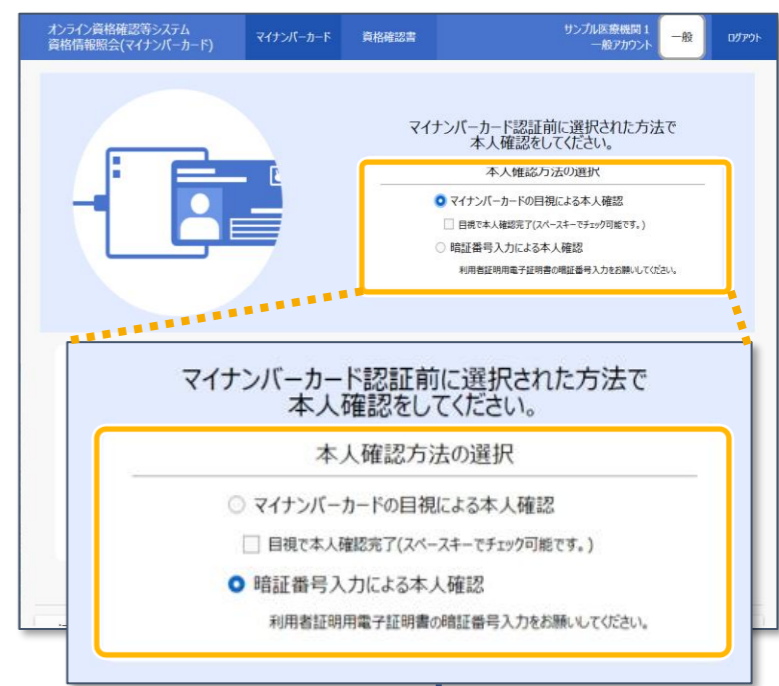 オンライン資格確認等システム
資格情報照会(マイナンバーカード)
マイナンバーカード
資格確認書
サンプル医療機関1
一般アカウント
一般
ログアウト
マイナンバーカード認証前に選択された方法で
本人確認をしてください。
本人確認方法の選択
マイナンバーカードの目視による本人確認
目視で本人確認完了(スペースキーでチェック可能です。)
暗証番号入力による本人確認
利用者証明用電子証明書の暗証番号入力をお願いしてください。
マイナンバーカード認証前に選択された方法で
本人確認をしてください。
本人確認方法の選択
マイナンバーカードの目視による本人確認
目視で本人確認完了(スペースキーでチェック可能です。)
暗証番号入力による本人確認
利用者証明用電子証明書の暗証番号入力をお願いしてください。